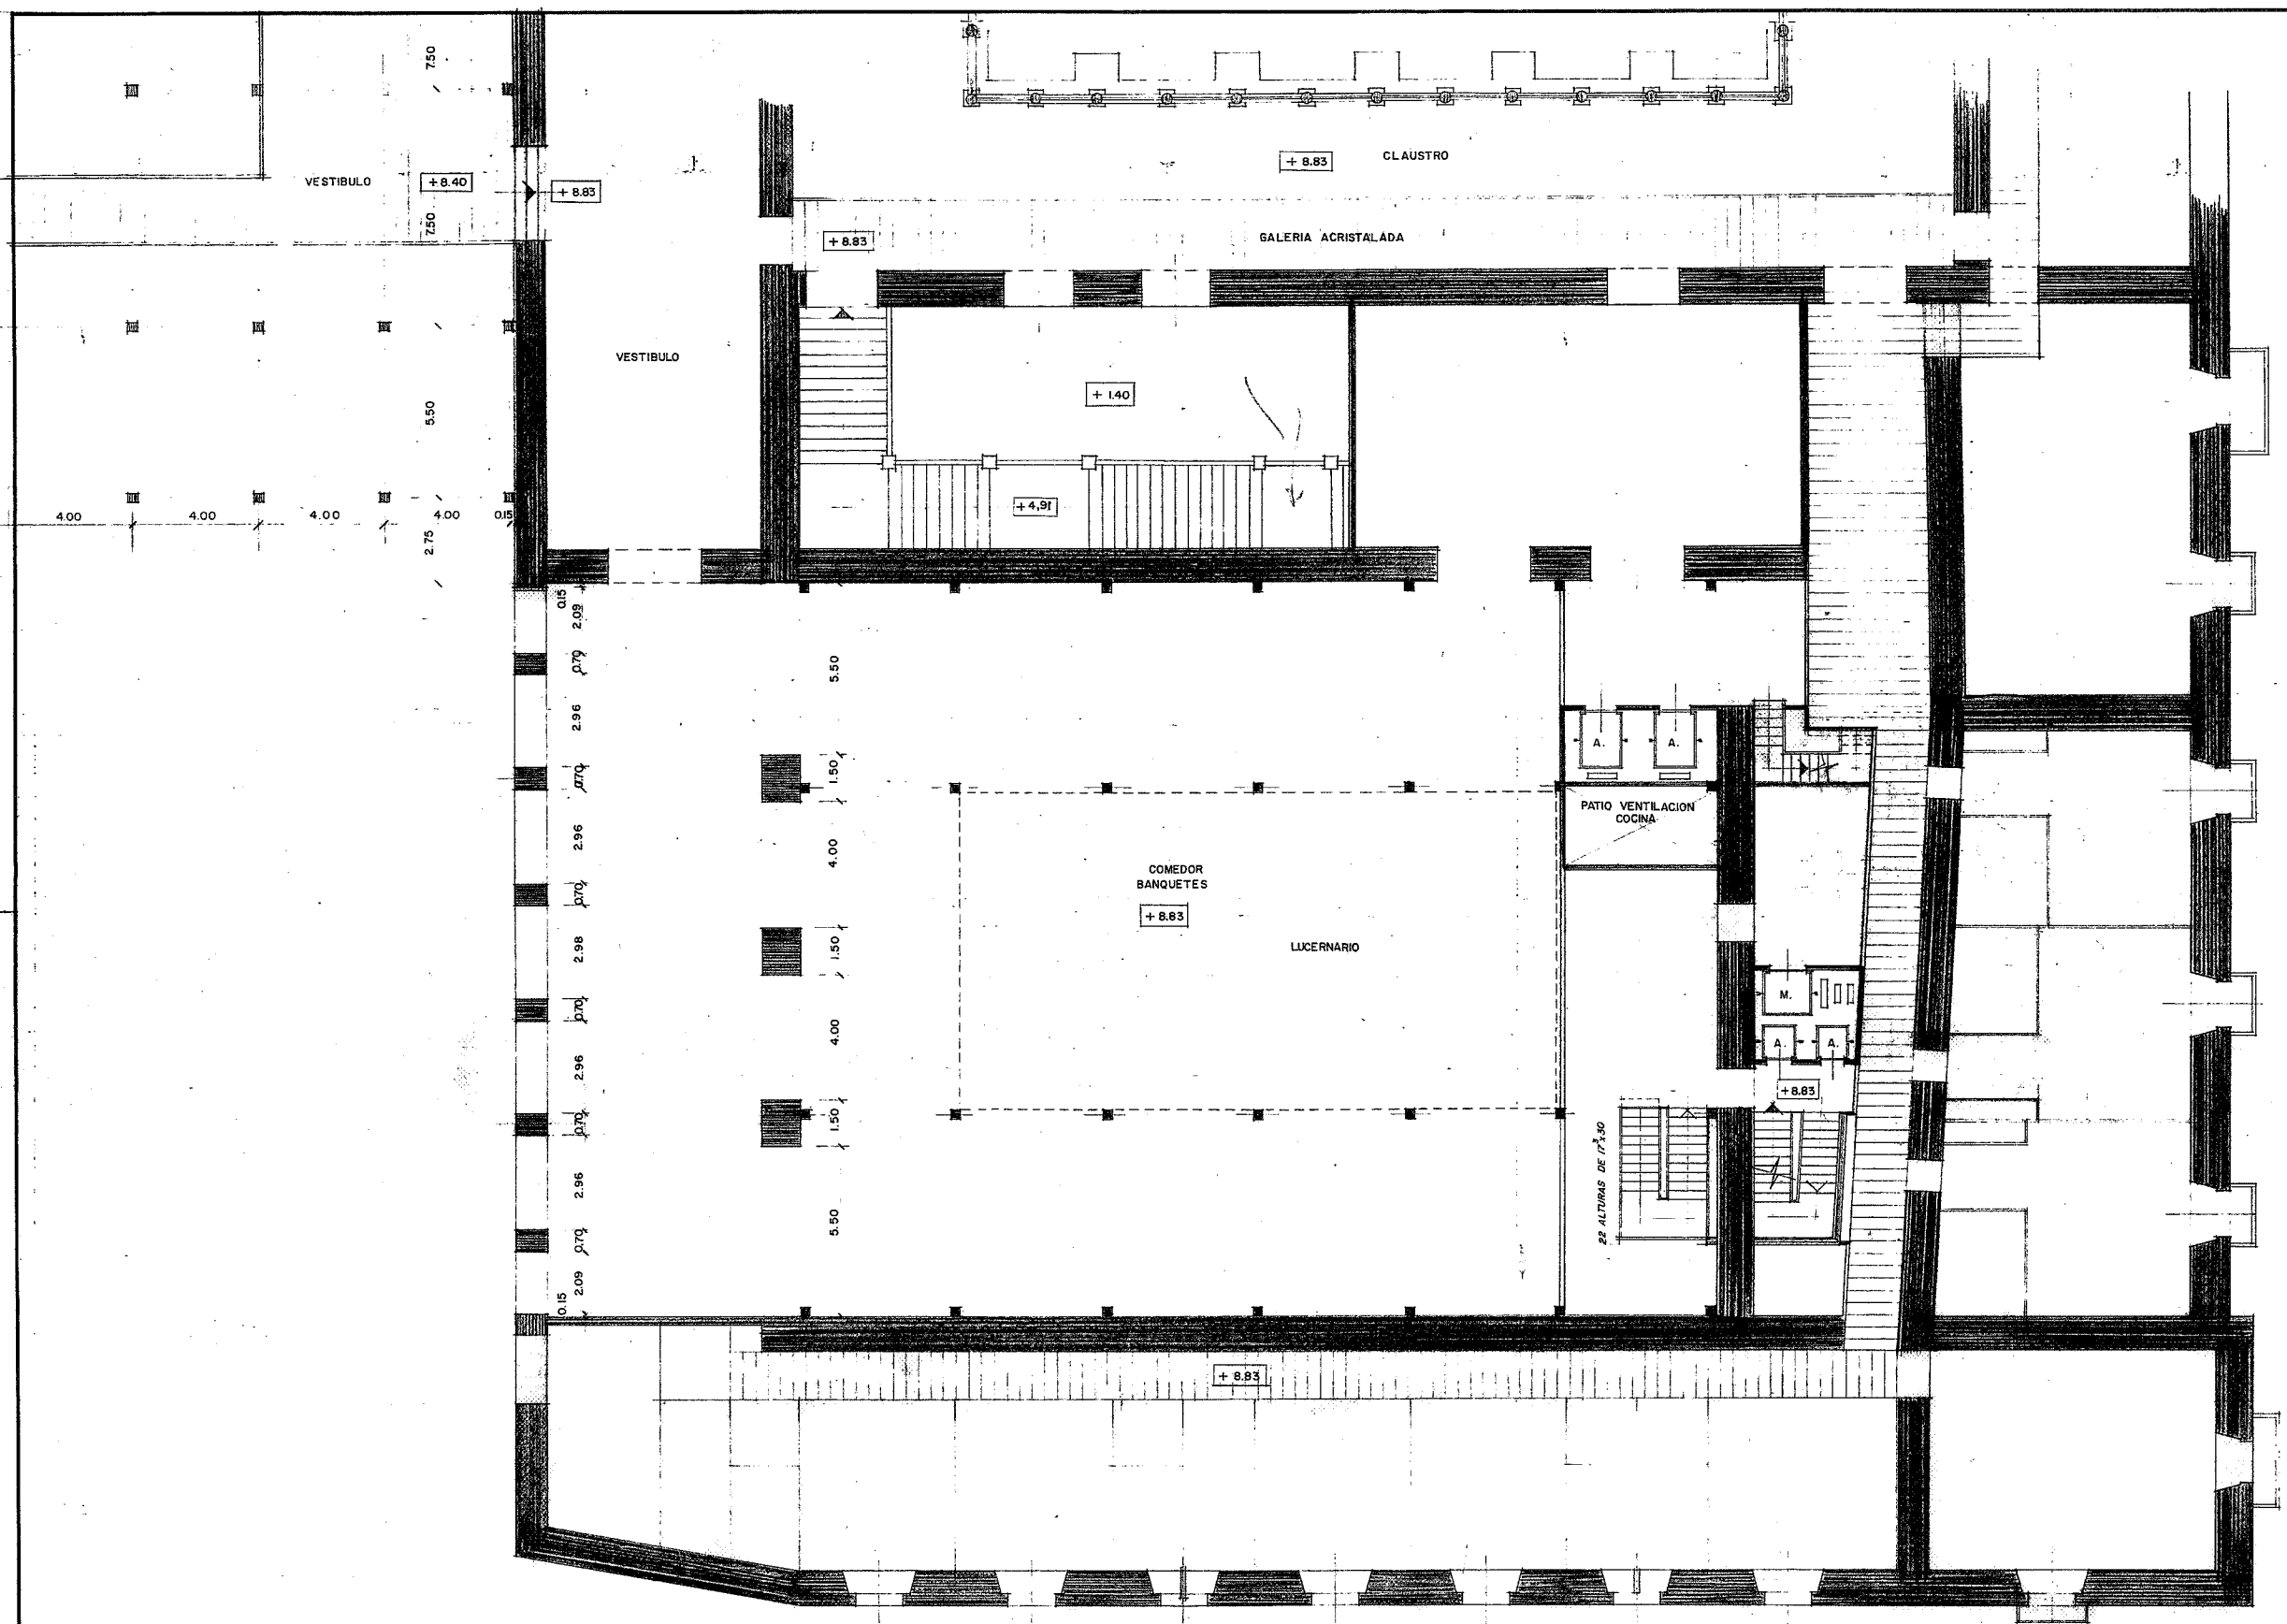 7.50
VESTIBULO
+ 8.40
+ 8.83
7.50
+ 8.83
CLAUSTRO
+ 8.83
GALERIA ACRISTALADA
VESTIBULO
+ 1.40
5.50
+ 4,91
4.00
4.00
4.00
4.00
0.15
2.75
0.15
2.09
0.70
2.96
0.70
2.96
0.70
2.98
0.70
2.96
0.70
2.96
0.70
2.09
0.15
5.50
1.50
4.00
1.50
4.00
1.50
5.50
A.
A.
PATIO VENTILACION
COCINA
COMEDOR
BANQUETES
+ 8.83
LUCERNARIO
M.
A.
A.
+ 8.83
22 ALTURAS DE 17⁵x30
+ 8.83